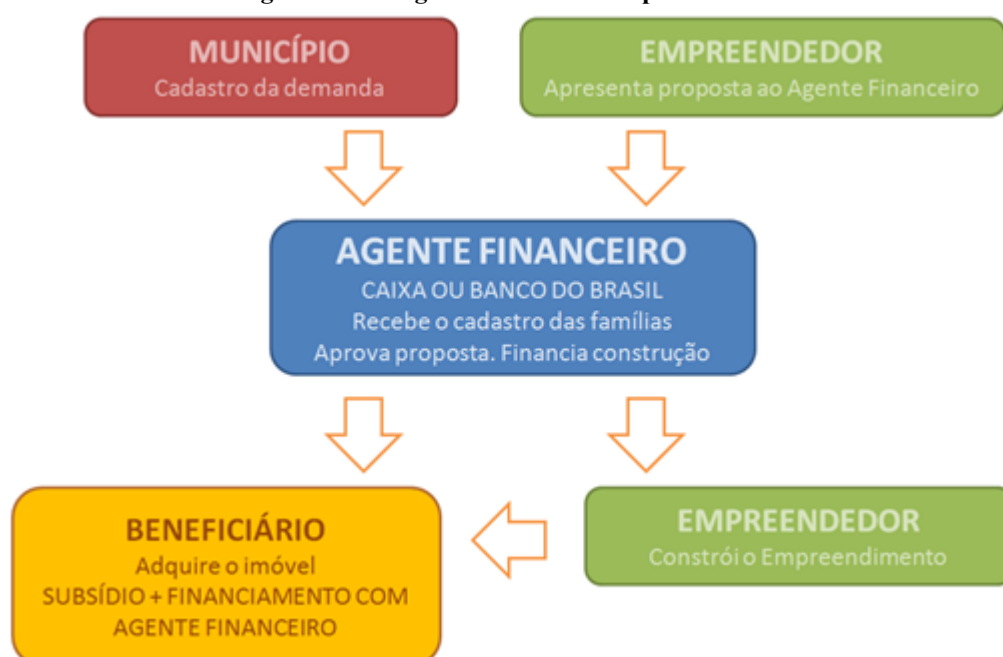 MUNICÍPIO
Cadastro da demanda
EMPREENDEDOR
Apresenta proposta ao Agente Financeiro
AGENTE FINANCEIRO
CAIXA OU BANCO DO BRASIL
Recebe o cadastro das famílias
Aprova proposta. Financia construção
BENEFICIÁRIO
Adquire o imóvel
SUBSÍDIO + FINANCIAMENTO COM
AGENTE FINANCEIRO
EMPREENDEDOR
Constrói o Empreendimento